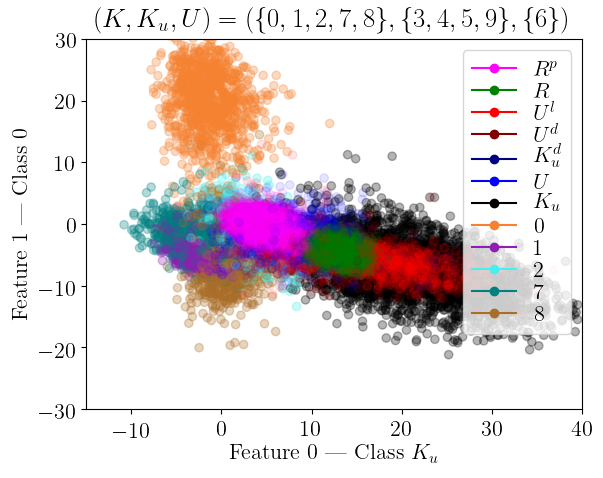 (K, K_u, U) = ({0, 1, 2, 7, 8}, {3, 4, 5, 9}, {6})
30
20
10
0
−10
−20
−30
Feature 1 — Class 0
R^p
R
U^l
U^d
K_u^d
U
K_u
0
1
2
7
8
−10
0
10
20
30
40
Feature 0 — Class K_u